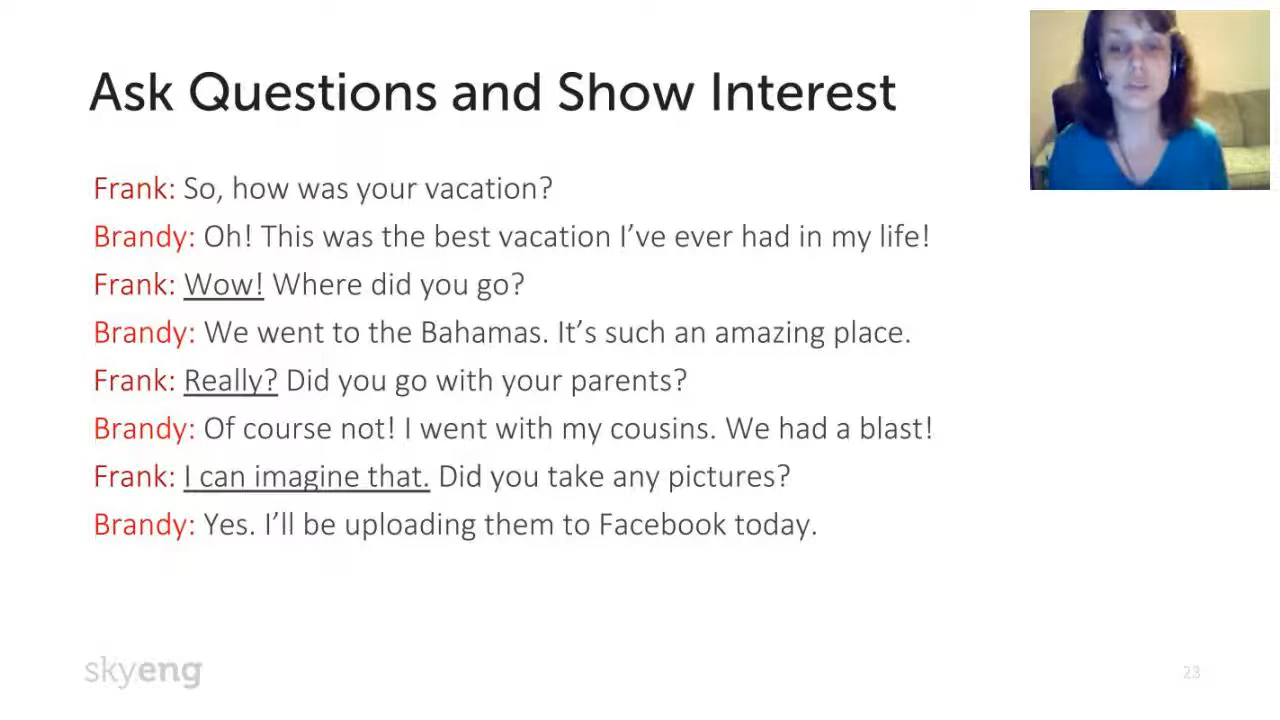 Ask Questions and Show Interest
Frank: So, how was your vacation?
Brandy: Oh! This was the best vacation I’ve ever had in my life!
Frank: Wow! Where did you go?
Brandy: We went to the Bahamas. It’s such an amazing place.
Frank: Really? Did you go with your parents?
Brandy: Of course not! I went with my cousins. We had a blast!
Frank: I can imagine that. Did you take any pictures?
Brandy: Yes. I’ll be uploading them to Facebook today.
skyeng
23